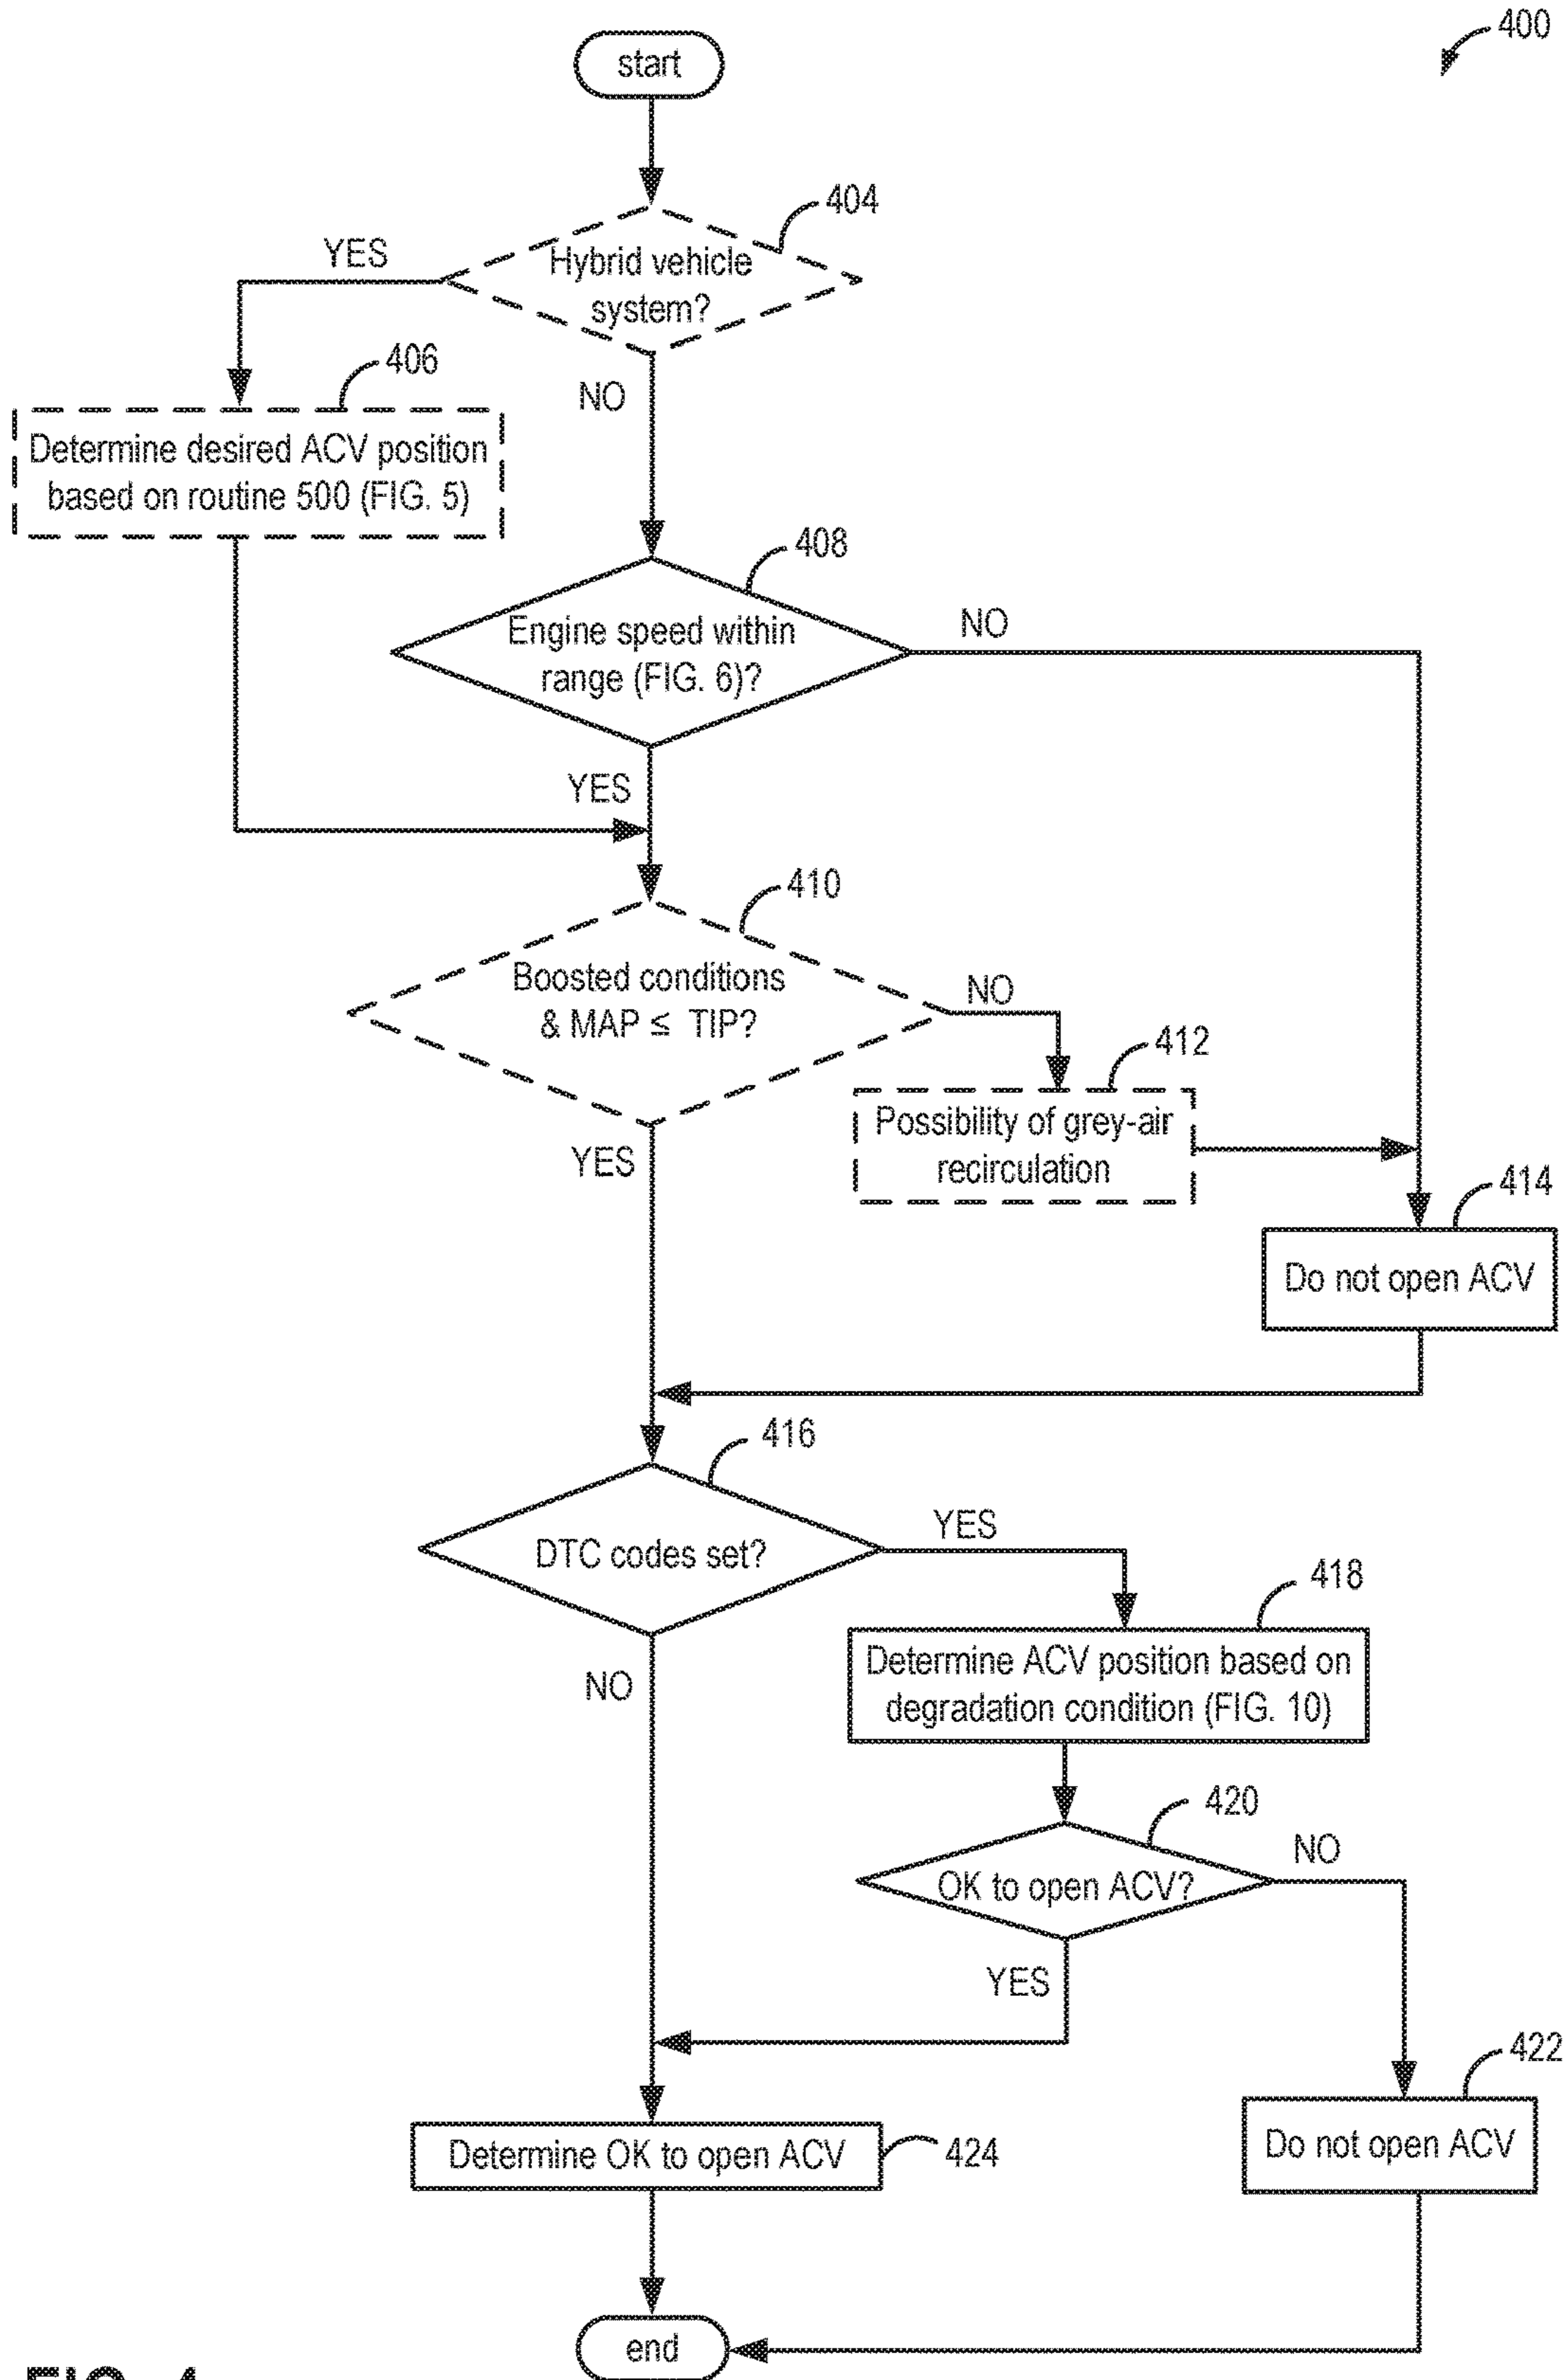 400
start
404
YES
Hybrid vehicle
system?
406
NO
Determine desired ACV position
based on routine 500 (FIG. 5)
408
Engine speed within
range (FIG. 6)?
NO
YES
410
Boosted conditions
& MAP ≤ TIP?
NO
412
Possibility of grey-air
recirculation
YES
414
Do not open ACV
416
DTC codes set?
YES
418
Determine ACV position based on
degradation condition (FIG. 10)
NO
420
OK to open ACV?
NO
YES
422
Do not open ACV
Determine OK to open ACV
424
end
FIG. 4